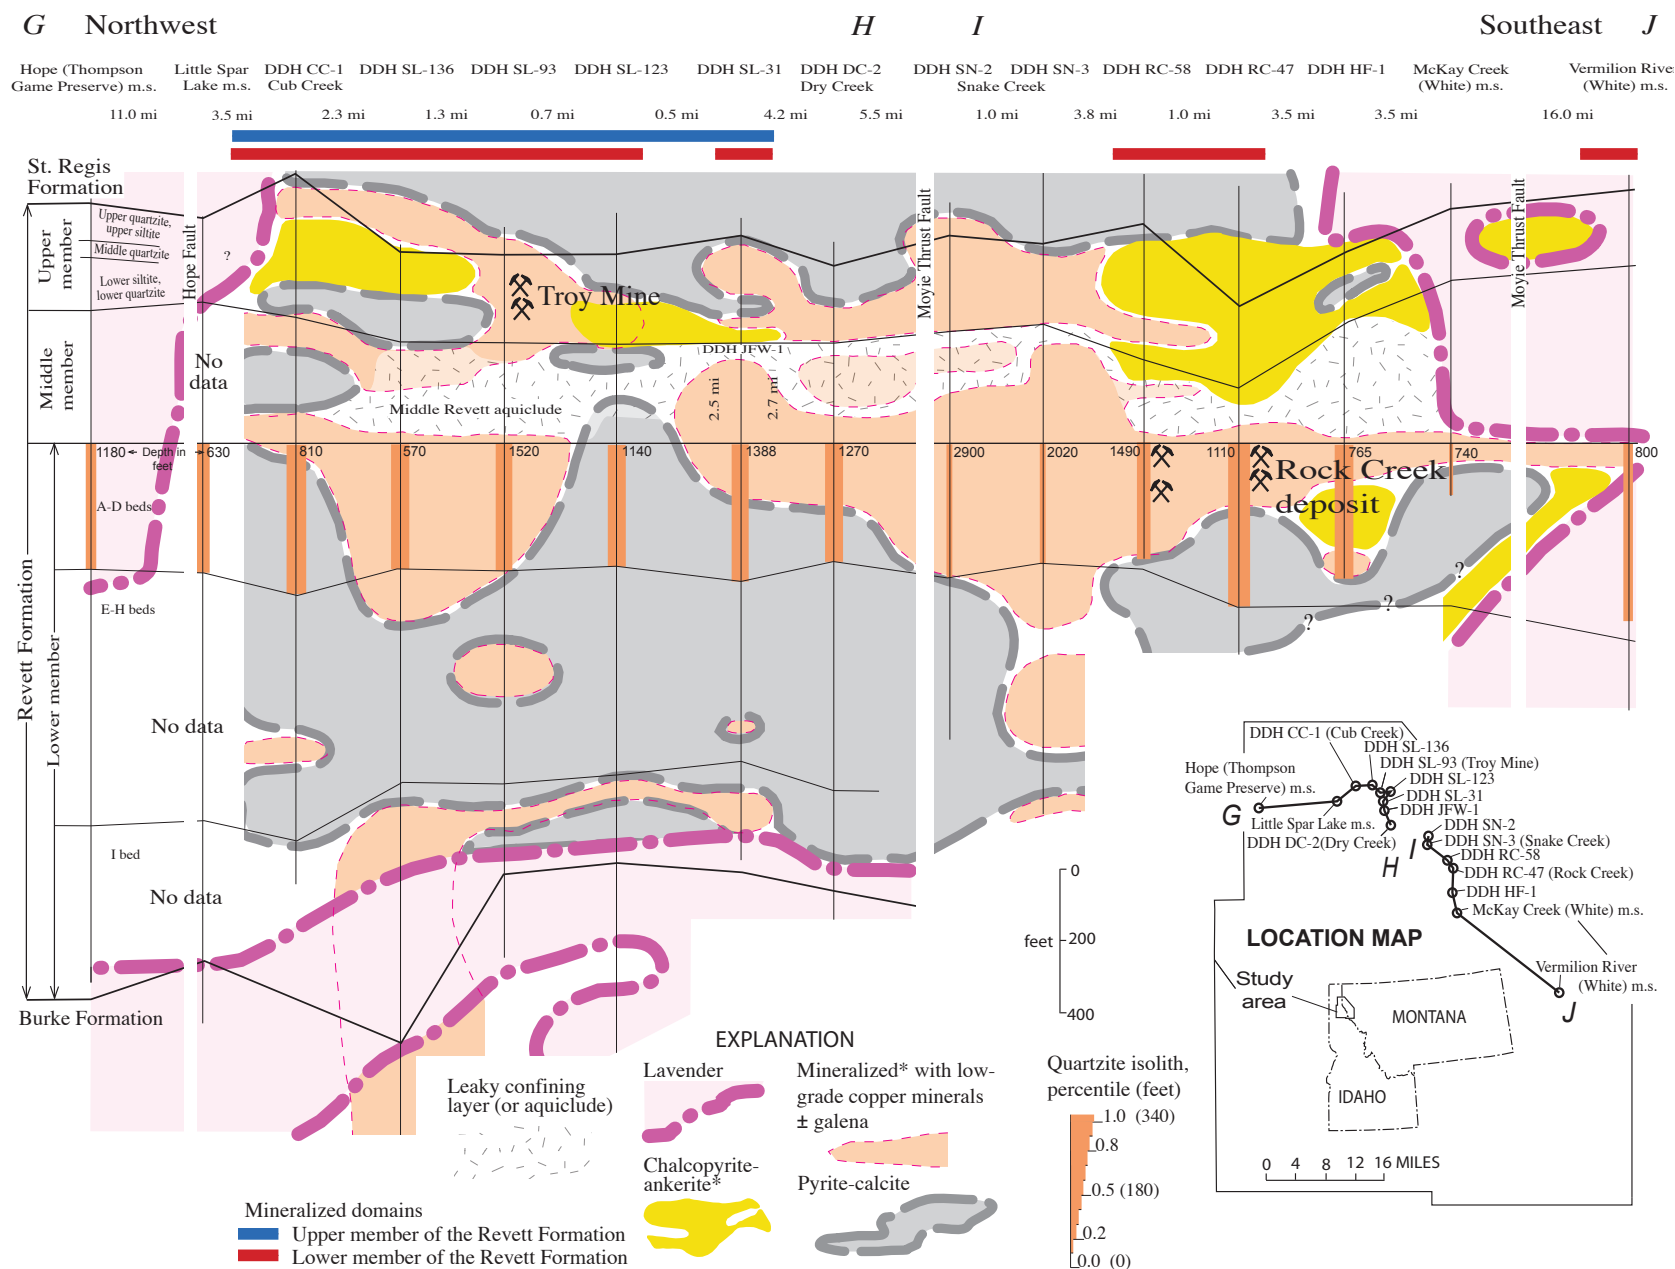 G Northwest H I Southeast J
Hope (Thompson
Game Preserve) m.s.
Little Spar
Lake m.s.
DDH CC-1
Cub Creek
DDH SL-136
DDH SL-93
DDH SL-123
DDH SL-31
DDH DC-2
Dry Creek
DDH SN-2
DDH SN-3
Snake Creek
DDH RC-58
DDH RC-47
DDH HF-1
McKay Creek
(White) m.s.
Vermilion River
(White) m.s.
11.0 mi 3.5 mi 2.3 mi 1.3 mi 0.7 mi 0.5 mi 4.2 mi 5.5 mi 1.0 mi 3.8 mi 1.0 mi 3.5 mi 3.5 mi 16.0 mi
St. Regis
Formation
Upper
member
Upper quartzite,
upper siltite
Middle quartzite
Lower siltite,
lower quartzite
Hope Fault
?
Troy Mine
Moyie Thrust Fault
Moyie Thrust Fault
Middle
member
No
data
DDH JFW-1
2.5 mi
2.7 mi
Middle Revett aquiclude
1180
Depth in
feet
630
810
570
1520
1140
1388
1270
2900
2020
1490
1110
765
740
800
Rock Creek
deposit
Revett Formation
Lower member
A-D beds
E-H beds
?
?
?
No data
I bed
No data
Burke Formation
DDH CC-1 (Cub Creek)
DDH SL-136
DDH SL-93 (Troy Mine)
DDH SL-123
DDH SL-31
DDH JFW-1
Hope (Thompson
Game Preserve) m.s.
G
Little Spar Lake m.s.
DDH DC-2(Dry Creek)
H
I
DDH SN-2
DDH SN-3 (Snake Creek)
DDH RC-58
DDH RC-47 (Rock Creek)
DDH HF-1
McKay Creek (White) m.s.
LOCATION MAP
Vermilion River
(White) m.s.
J
Study
area
MONTANA
IDAHO
0 4 8 12 16 MILES
0
feet
200
400
EXPLANATION
Leaky confining
layer (or aquiclude)
Lavender
Mineralized* with low-
grade copper minerals
± galena
Chalcopyrite-
ankerite*
Pyrite-calcite
Quartzite isolith,
percentile (feet)
1.0 (340)
0.8
0.5 (180)
0.2
0.0 (0)
Mineralized domains
Upper member of the Revett Formation
Lower member of the Revett Formation